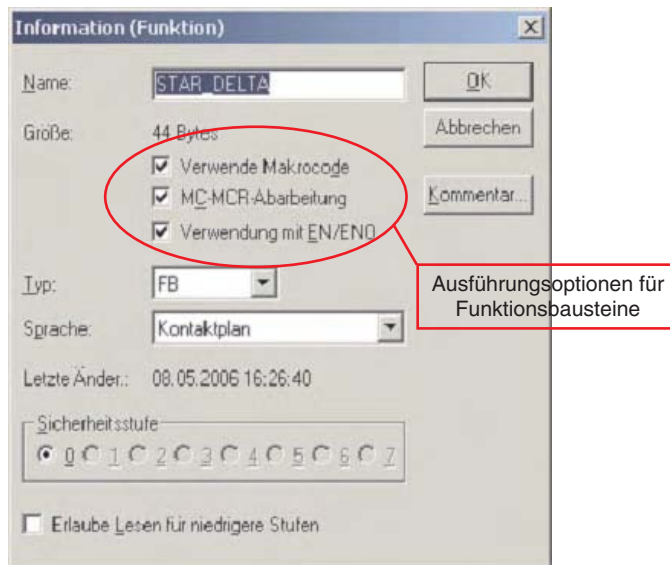 Information (Funktion)
Name: STAR_DELTA
OK
Größe: 44 Bytes
Abbrechen
Verwende Makrocode
MC-MCR-Abarbeitung
Kommentar...
Verwendung mit EN/ENO
Ausführungsoptionen für
Funktionsbausteine
Typ: FB
Sprache: Kontaktplan
Letzte Änder.: 08.05.2006 16:26:40
Sicherheitsstufe
0 1 2 3 4 5 6 7
Erlaube Lesen für niedrigere Stufen